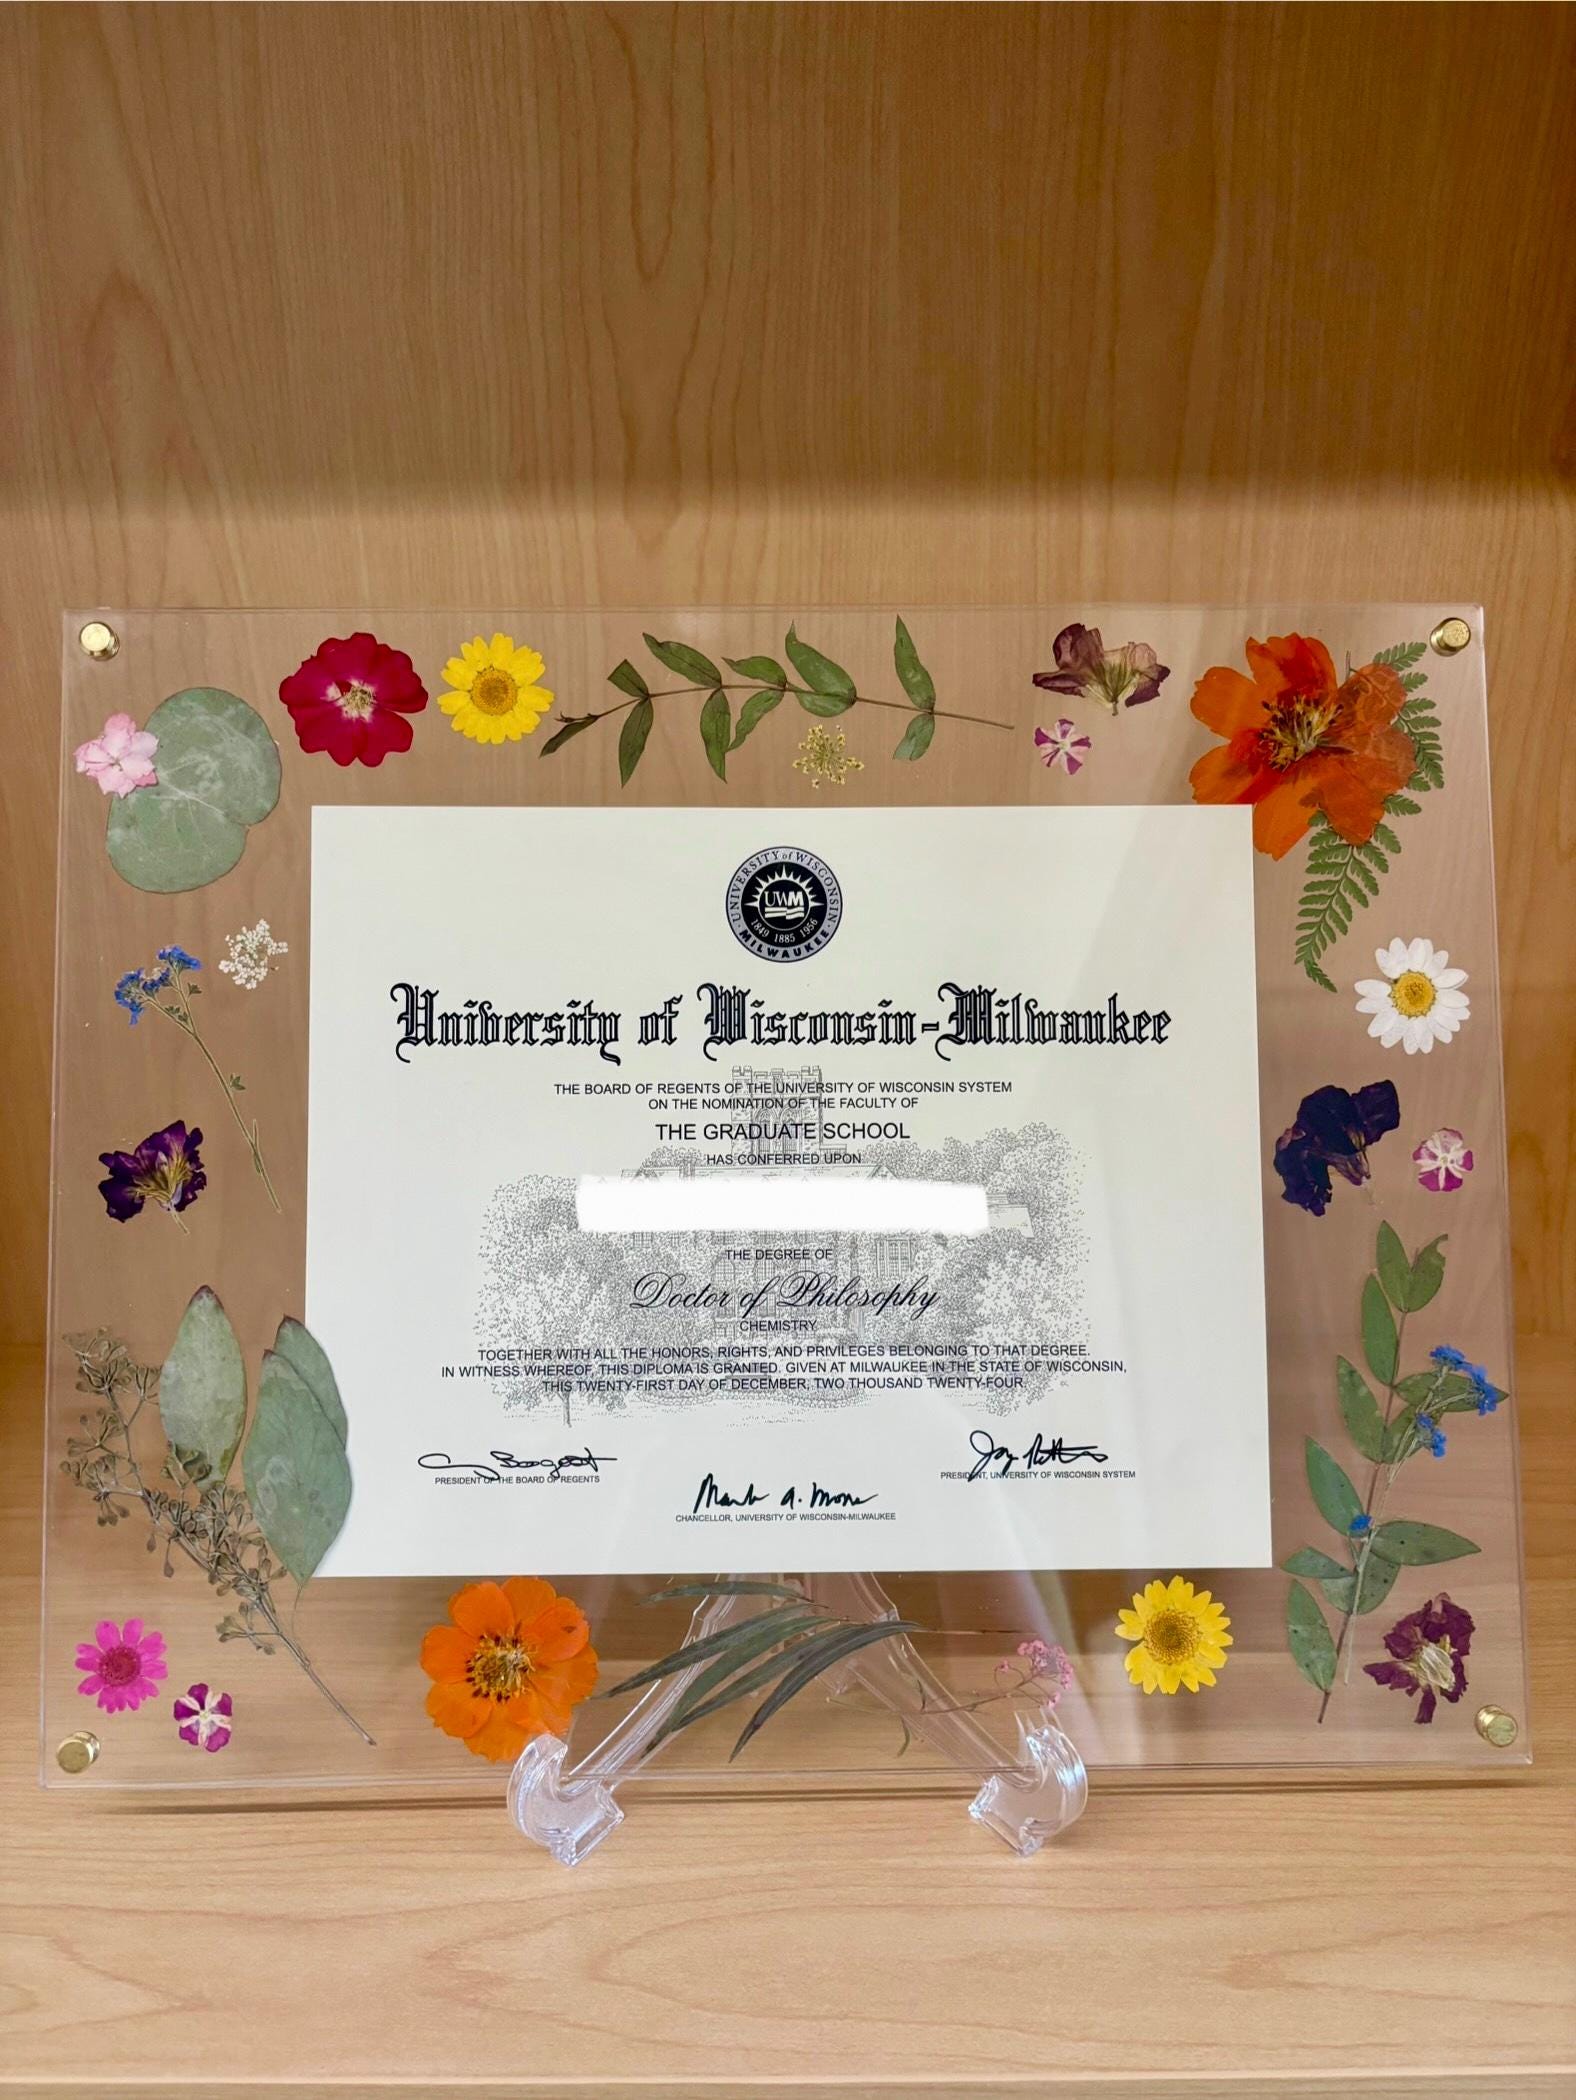 UNIVERSITY of WISCONSIN
UWM
1849 1885 1956
MILWAUKEE
University of Wisconsin-Milwaukee
THE BOARD OF REGENTS OF THE UNIVERSITY OF WISCONSIN SYSTEM
ON THE NOMINATION OF THE FACULTY OF
THE GRADUATE SCHOOL
HAS CONFERRED UPON
THE DEGREE OF
Doctor of Philosophy
CHEMISTRY
TOGETHER WITH ALL THE HONORS, RIGHTS, AND PRIVILEGES BELONGING TO THAT DEGREE.
IN WITNESS WHEREOF, THIS DIPLOMA IS GRANTED. GIVEN AT MILWAUKEE IN THE STATE OF WISCONSIN,
THIS TWENTY-FIRST DAY OF DECEMBER, TWO THOUSAND TWENTY-FOUR.
PRESIDENT OF THE BOARD OF REGENTS
Mark A. Mone
CHANCELLOR, UNIVERSITY OF WISCONSIN-MILWAUKEE
Jay
PRESIDENT, UNIVERSITY OF WISCONSIN SYSTEM